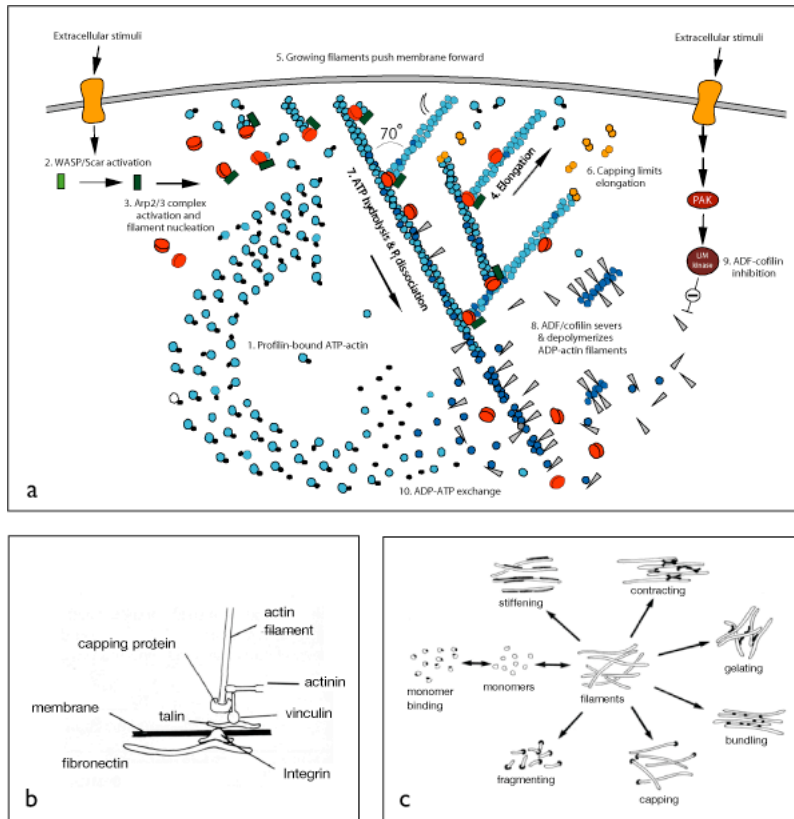 Extracellular stimuli
5. Growing filaments push membrane forward
Extracellular stimuli
2. WASP/Scar activation
3. Arp2/3 complex
activation and
filament nucleation
70°
7. ATP hydrolysis & Pi dissociation
4. Elongation
6. Capping limits
elongation
PAK
LIM
kinase
9. ADF-cofilin
inhibition
1. Profilin-bound ATP-actin
8. ADF/cofilin severs
& depolymerizes
ADP-actin filaments
10. ADP-ATP exchange
a
actin
filament
capping protein
actinin
membrane
talin
vinculin
fibronectin
Integrin
b
stiffening
contracting
gelating
monomer
binding
monomers
filaments
bundling
fragmenting
capping
c